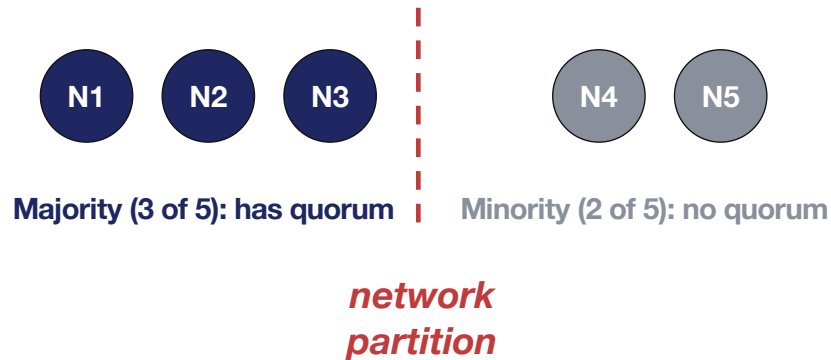 N1 N2 N3 N4 N5
Majority (3 of 5): has quorum
Minority (2 of 5): no quorum
network
partition